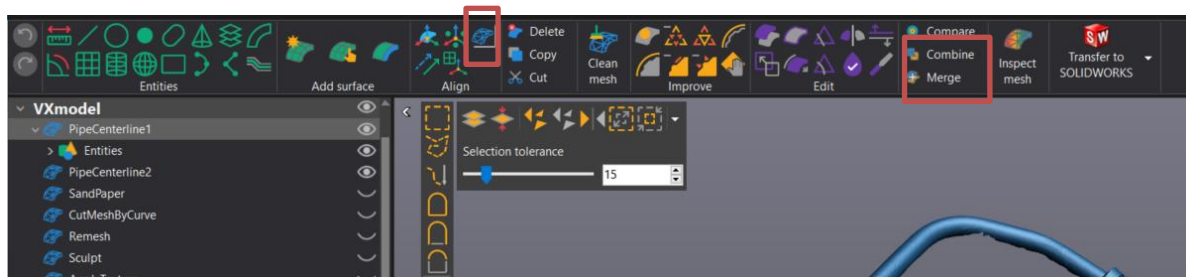 Delete
Copy
Cut
Clean
mesh
Compare
Combine
Merge
Inspect
mesh
SW
Transfer to
SOLIDWORKS
Entities
Add surface
Align
Improve
Edit
VXmodel
PipeCenterline1
Entities
PipeCenterline2
SandPaper
CutMeshByCurve
Remesh
Sculpt
Selection tolerance
15